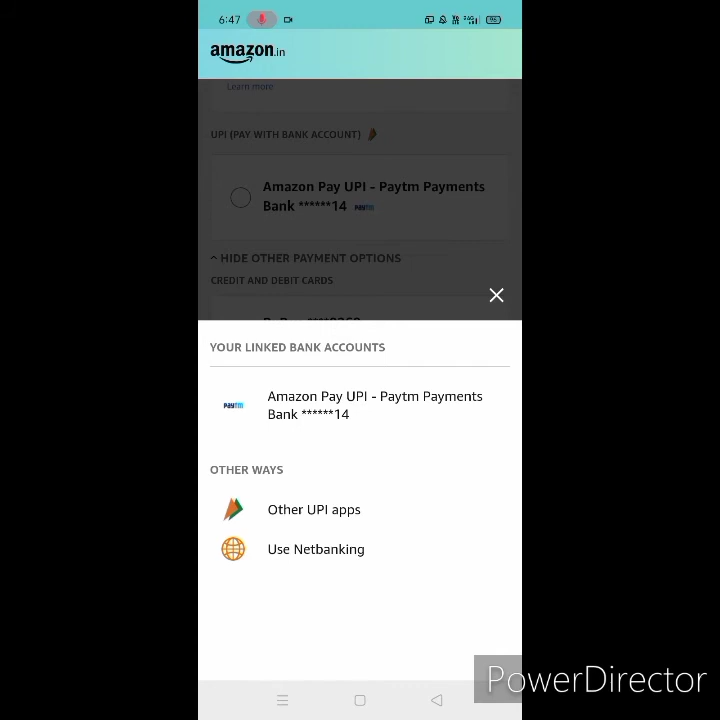 6:47
amazon.in
Learn more
UPI (PAY WITH BANK ACCOUNT)
Amazon Pay UPI - Paytm Payments
Bank ******14 paytm
HIDE OTHER PAYMENT OPTIONS
CREDIT AND DEBIT CARDS
YOUR LINKED BANK ACCOUNTS
paytm
Amazon Pay UPI - Paytm Payments
Bank ******14
OTHER WAYS
Other UPI apps
Use Netbanking
PowerDirector